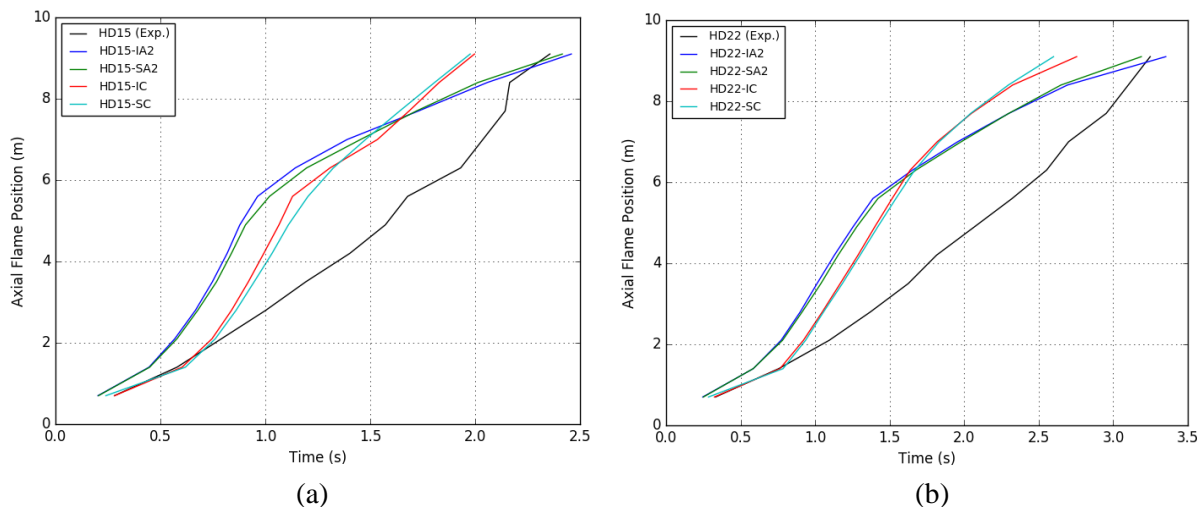 10
8
6
4
2
0
0.0 0.5 1.0 1.5 2.0 2.5
Axial Flame Position (m)
Time (s)
HD15 (Exp.)
HD15-IA2
HD15-SA2
HD15-IC
HD15-SC
(a)
10
8
6
4
2
0
0.0 0.5 1.0 1.5 2.0 2.5 3.0 3.5
Axial Flame Position (m)
Time (s)
HD22 (Exp.)
HD22-IA2
HD22-SA2
HD22-IC
HD22-SC
(b)